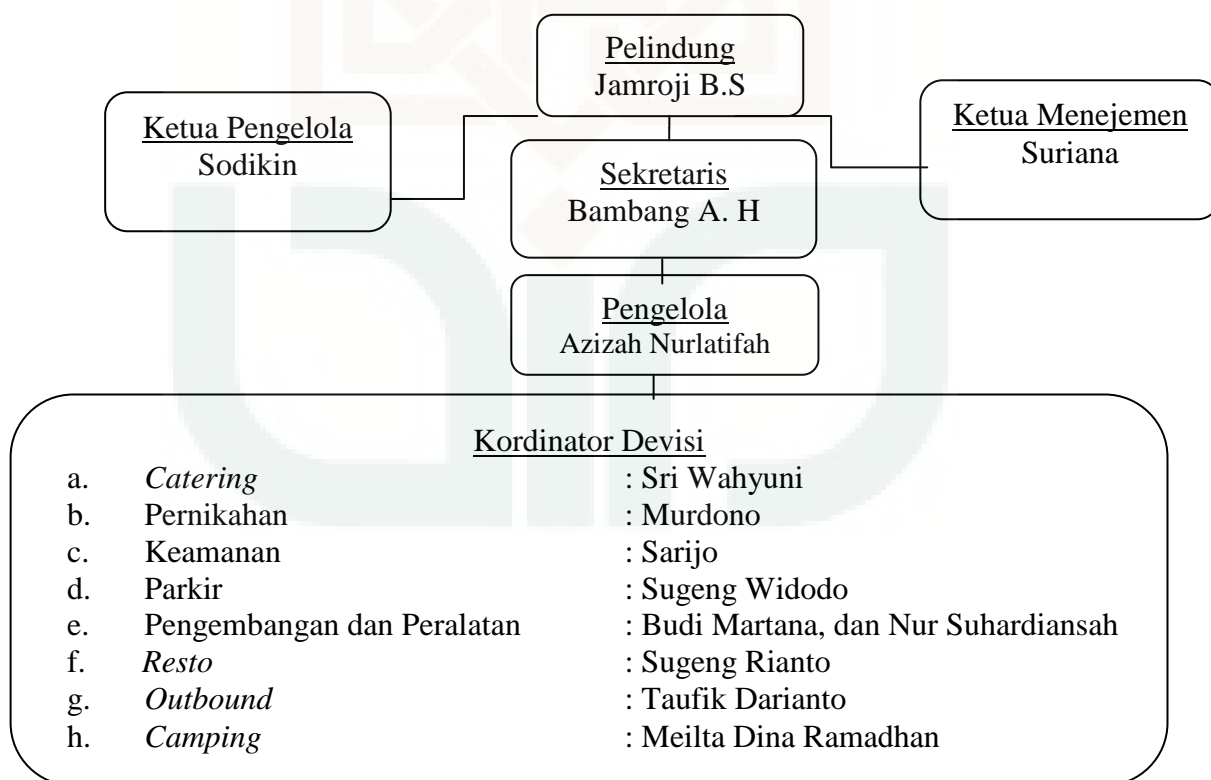 Pelindung
Jamroji B.S
Ketua Pengelola
Sodikin
Ketua Menejemen
Suriana
Sekretaris
Bambang A. H
Pengelola
Azizah Nurlatifah
Kordinator Devisi
a. Catering : Sri Wahyuni
b. Pernikahan : Murdono
c. Keamanan : Sarijo
d. Parkir : Sugeng Widodo
e. Pengembangan dan Peralatan : Budi Martana, dan Nur Suhardiansah
f. Resto : Sugeng Rianto
g. Outbound : Taufik Darianto
h. Camping : Meilta Dina Ramadhan